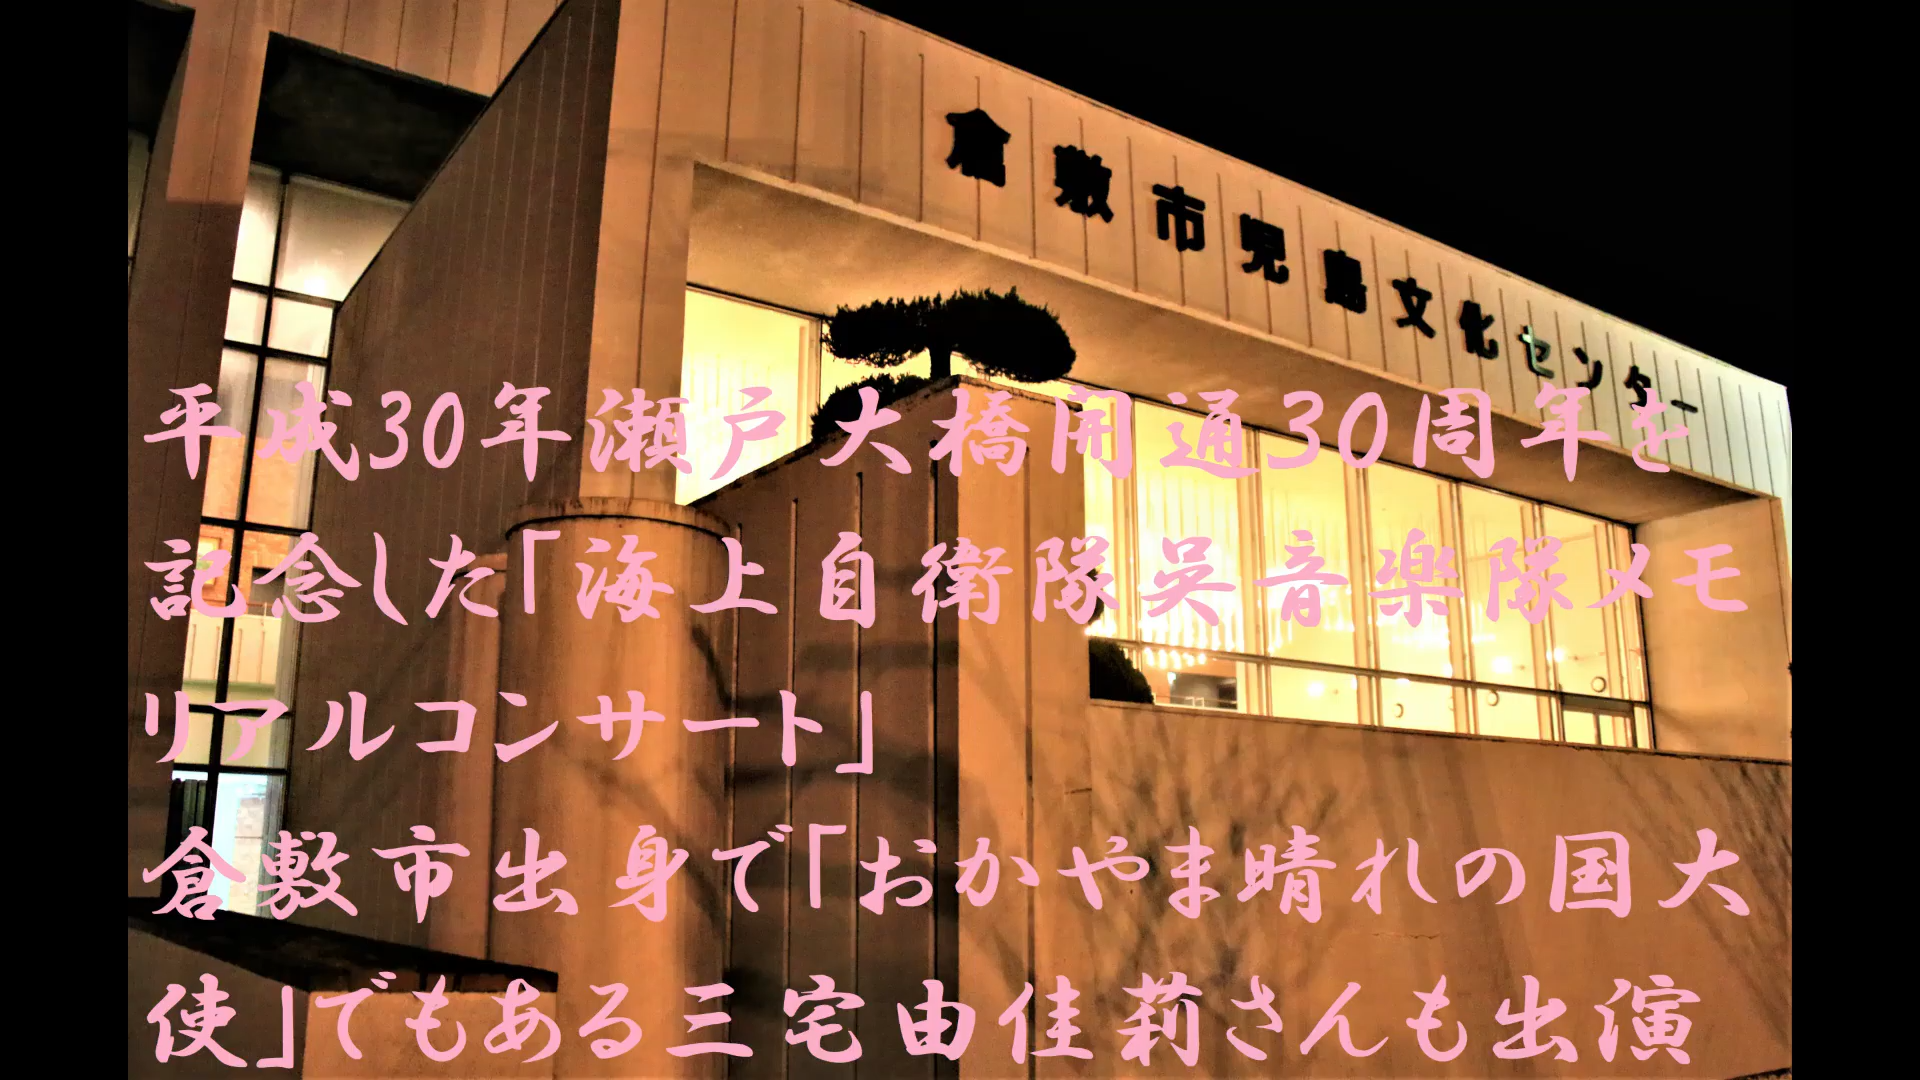 倉敷市児島文化センター
平成30年瀬戸大橋開通30周年を
記念した「海上自衛隊呉音楽隊メモ
リアルコンサート」
倉敷市出身で「おかやま晴れの国大
使」でもある三宅由佳莉さんも出演